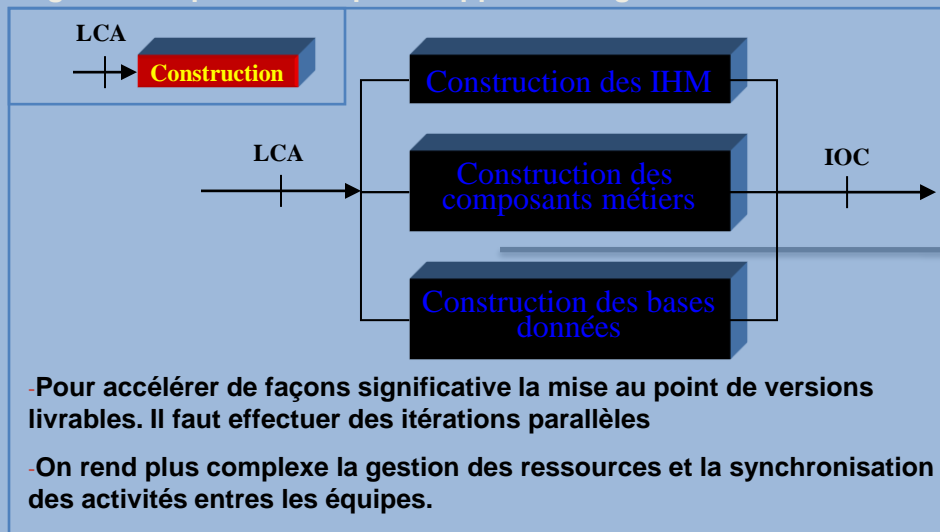 LCA
Construction
Construction des IHM
LCA
IOC
Construction des
composants métiers
Construction des bases
données
-Pour accélérer de façons significative la mise au point de versions
livrables. Il faut effectuer des itérations parallèles
-On rend plus complexe la gestion des ressources et la synchronisation
des activités entres les équipes.